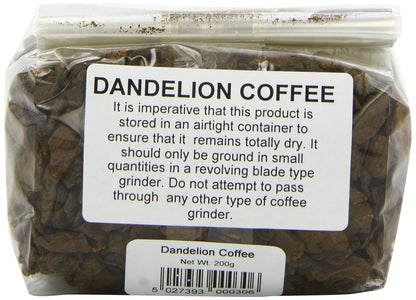 DANDELION COFFEE
It is imperative that this product is
stored in an airtight container to
ensure that it remains totally dry. It
should only be ground in small
quantities in a revolving blade type
grinder. Do not attempt to pass
through any other type of coffee
grinder.
Dandelion Coffee
Net Wt. 200g
5 027393 000306